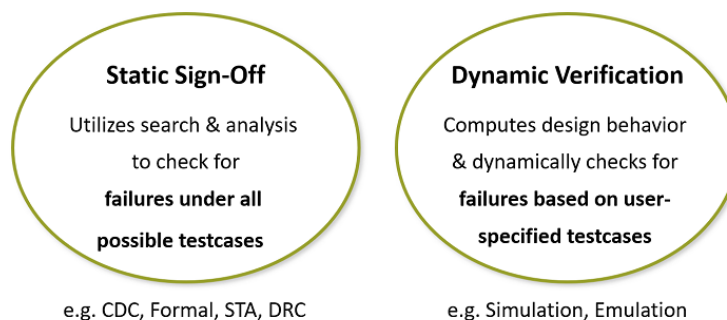 Static Sign-Off
Utilizes search & analysis
to check for
failures under all
possible testcases
e.g. CDC, Formal, STA, DRC
Dynamic Verification
Computes design behavior
& dynamically checks for
failures based on user-
specified testcases
e.g. Simulation, Emulation